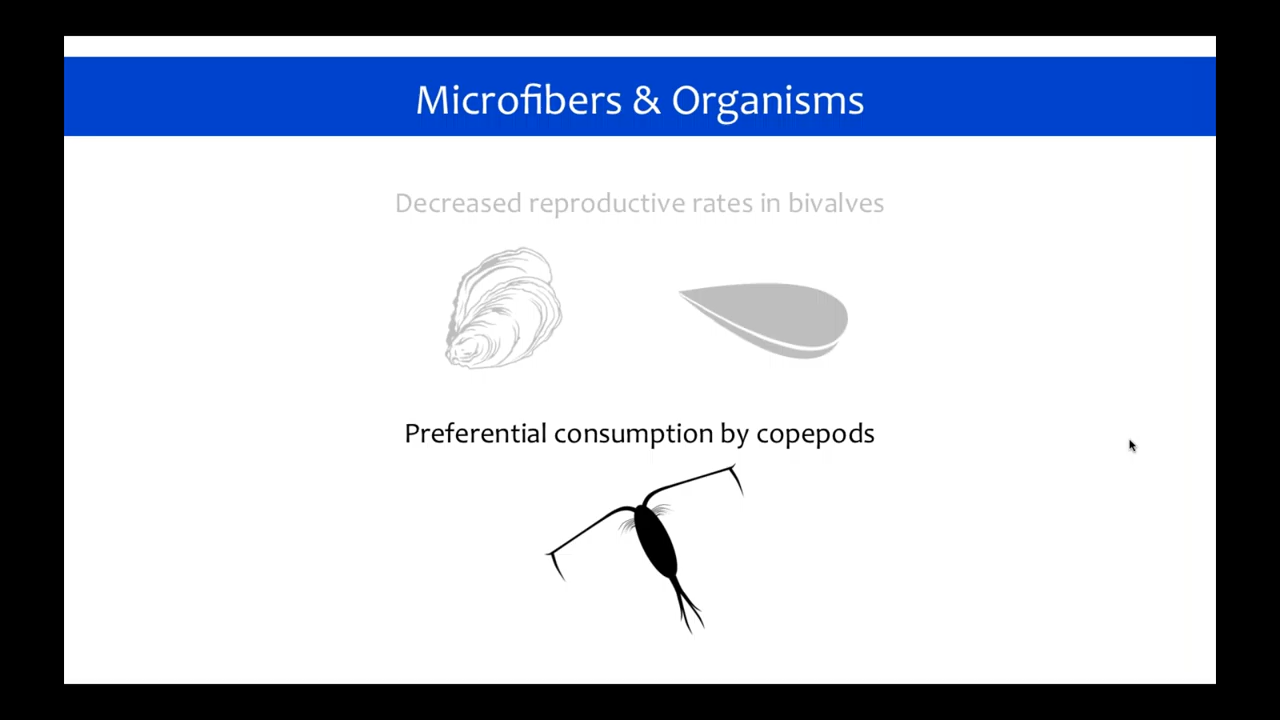 Microfibers & Organisms
Decreased reproductive rates in bivalves
Preferential consumption by copepods